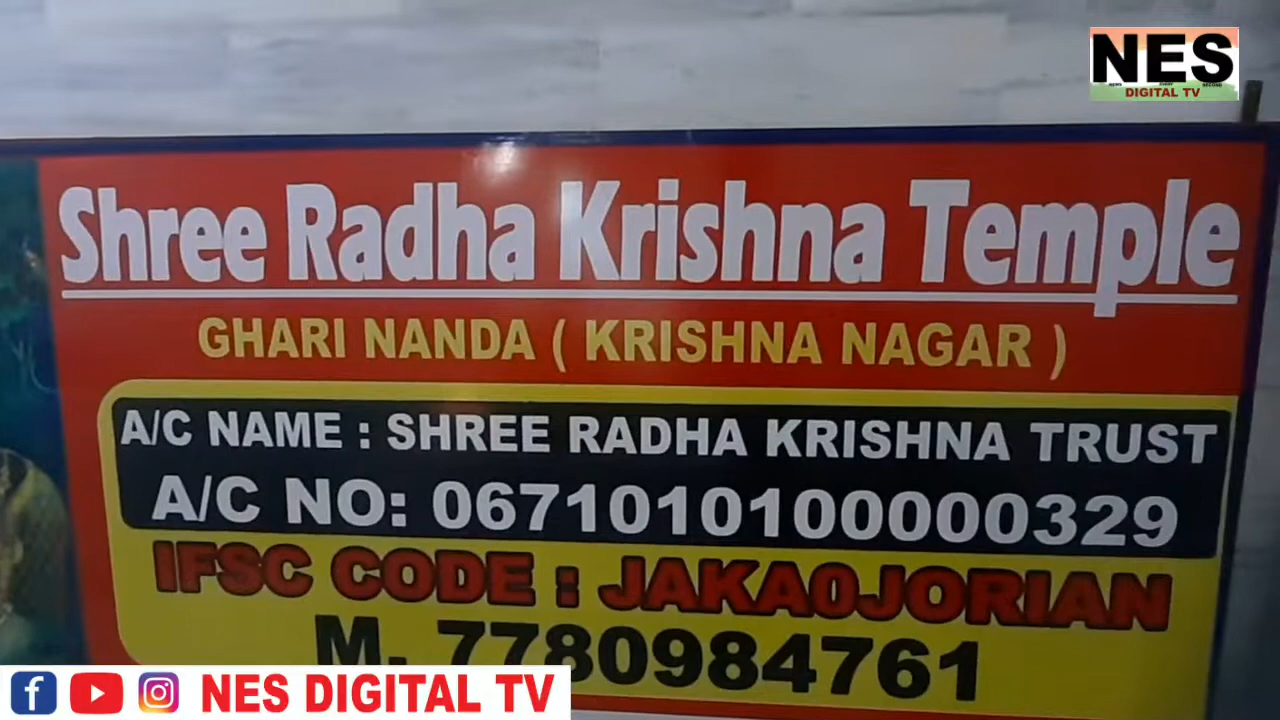 NES
DIGITAL TV
Shree Radha Krishna Temple
GHARI NANDA ( KRISHNA NAGAR )
A/C NAME : SHREE RADHA KRISHNA TRUST
A/C NO: 0671010100000329
IFSC CODE : JAKA0JORIAN
M. 7780984761
NES DIGITAL TV